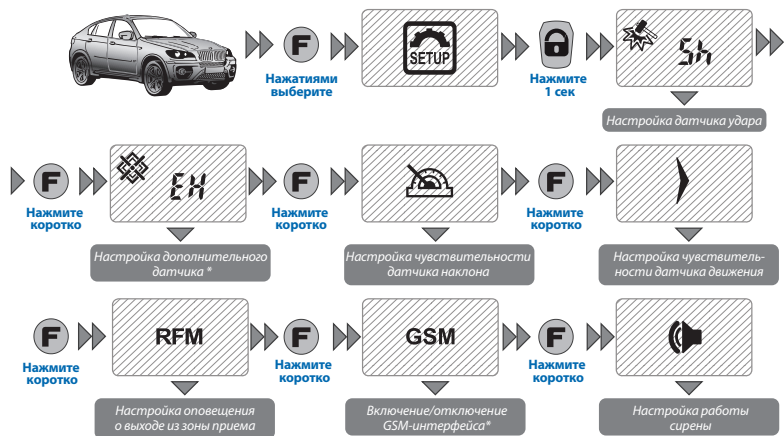 F
SETUP
Sh
Нажатиями
выберите
Нажмите
1 сек
Настройка датчика удара
F
EH
F
F
Нажмите
коротко
Нажмите
коротко
Нажмите
коротко
Настройка дополнительного
датчика *
Настройка чувствительности
датчика наклона
Настройка чувствитель-
ности датчика движения
F
RFM
F
GSM
F
Нажмите
коротко
Нажмите
коротко
Нажмите
коротко
Настройка оповещения
о выходе из зоны приема
Включение/отключение
GSM-интерфейса*
Настройка работы
сирены